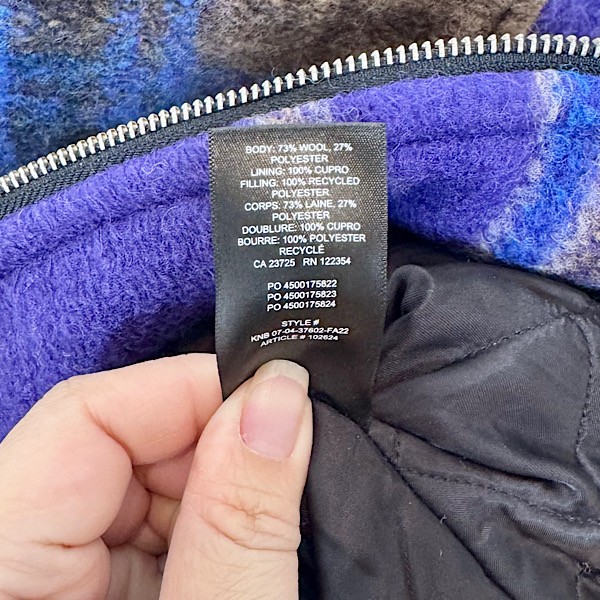 BODY: 73% WOOL, 27%
POLYESTER
LINING: 100% CUPRO
FILLING: 100% RECYCLED
POLYESTER
CORPS: 73% LAINE, 27%
POLYESTER
DOUBLURE: 100% CUPRO
BOURRE: 100% POLYESTER
RECYCLÉ
CA 23725 RN 122354
PO 4500175822
PO 4500175823
PO 4500175824
STYLE #
KNB 07-04-37602-FA22
ARTICLE # 102624